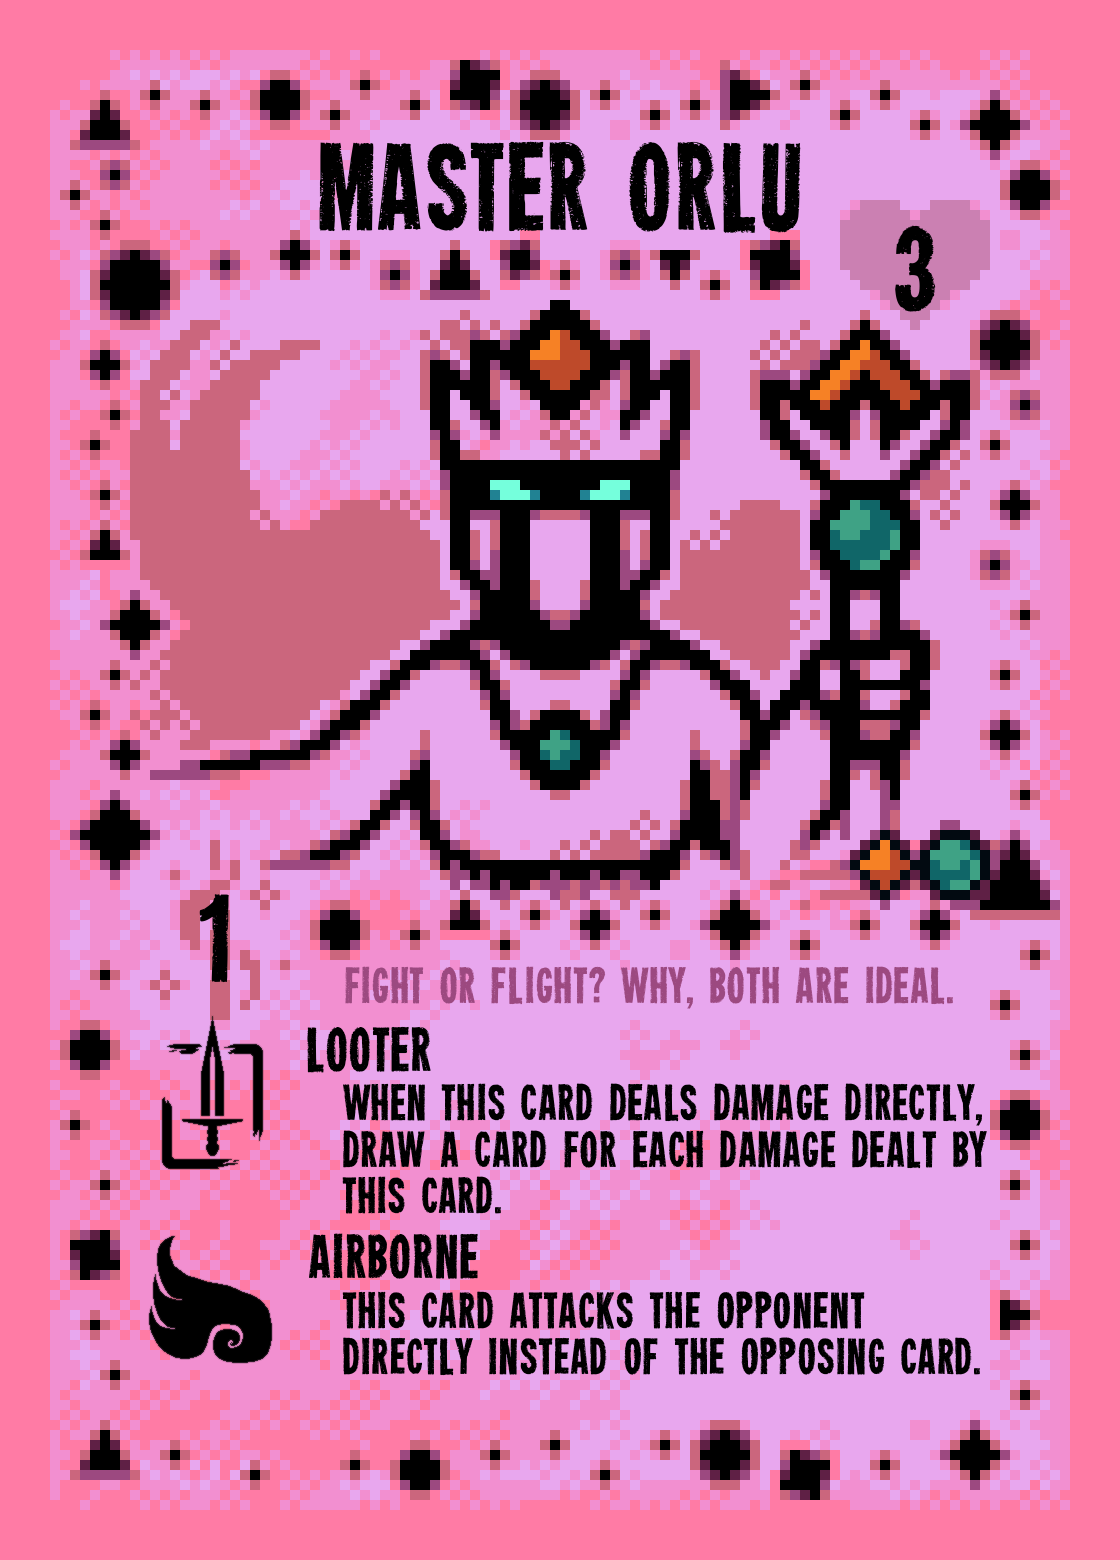 MASTER ORLU
3
1
FIGHT OR FLIGHT? WHY, BOTH ARE IDEAL.
LOOTER
WHEN THIS CARD DEALS DAMAGE DIRECTLY,
DRAW A CARD FOR EACH DAMAGE DEALT BY
THIS CARD.
AIRBORNE
THIS CARD ATTACKS THE OPPONENT
DIRECTLY INSTEAD OF THE OPPOSING CARD.